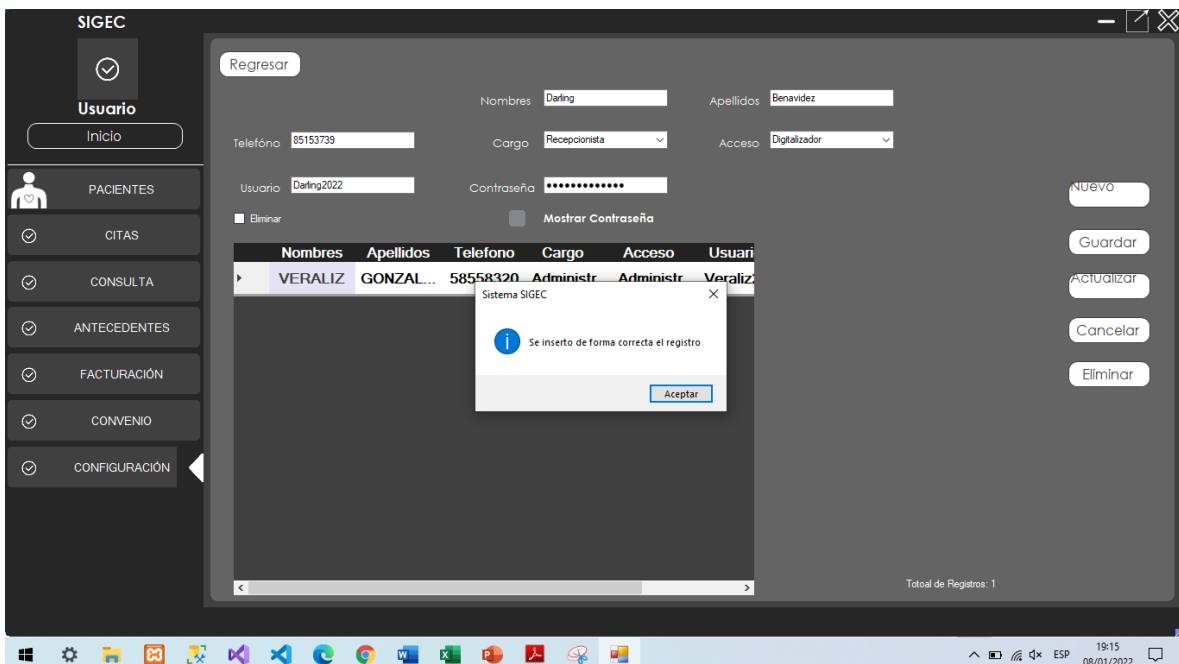 SIGEC
Usuario
Inicio
PACIENTES
CITAS
CONSULTA
ANTECEDENTES
FACTURACIÓN
CONVENIO
CONFIGURACIÓN
Regresar
Nombres Darling Apellidos Benavidez
Telefóno 85153739 Cargo Recepcionista Acceso Digitalizador
Usuario Darling2022 Contraseña •••••••••••••
Eliminar Mostrar Contraseña
Nuevo
Guardar
Actualizar
Cancelar
Eliminar
Nombres Apellidos Telefono Cargo Acceso Usuari
VERALIZ GONZAL... 58558320 Administr Administr Veraliz
Sistema SIGEC
Se inserto de forma correcta el registro
Aceptar
Totoal de Registros: 1
ESP
19:15
08/01/2022